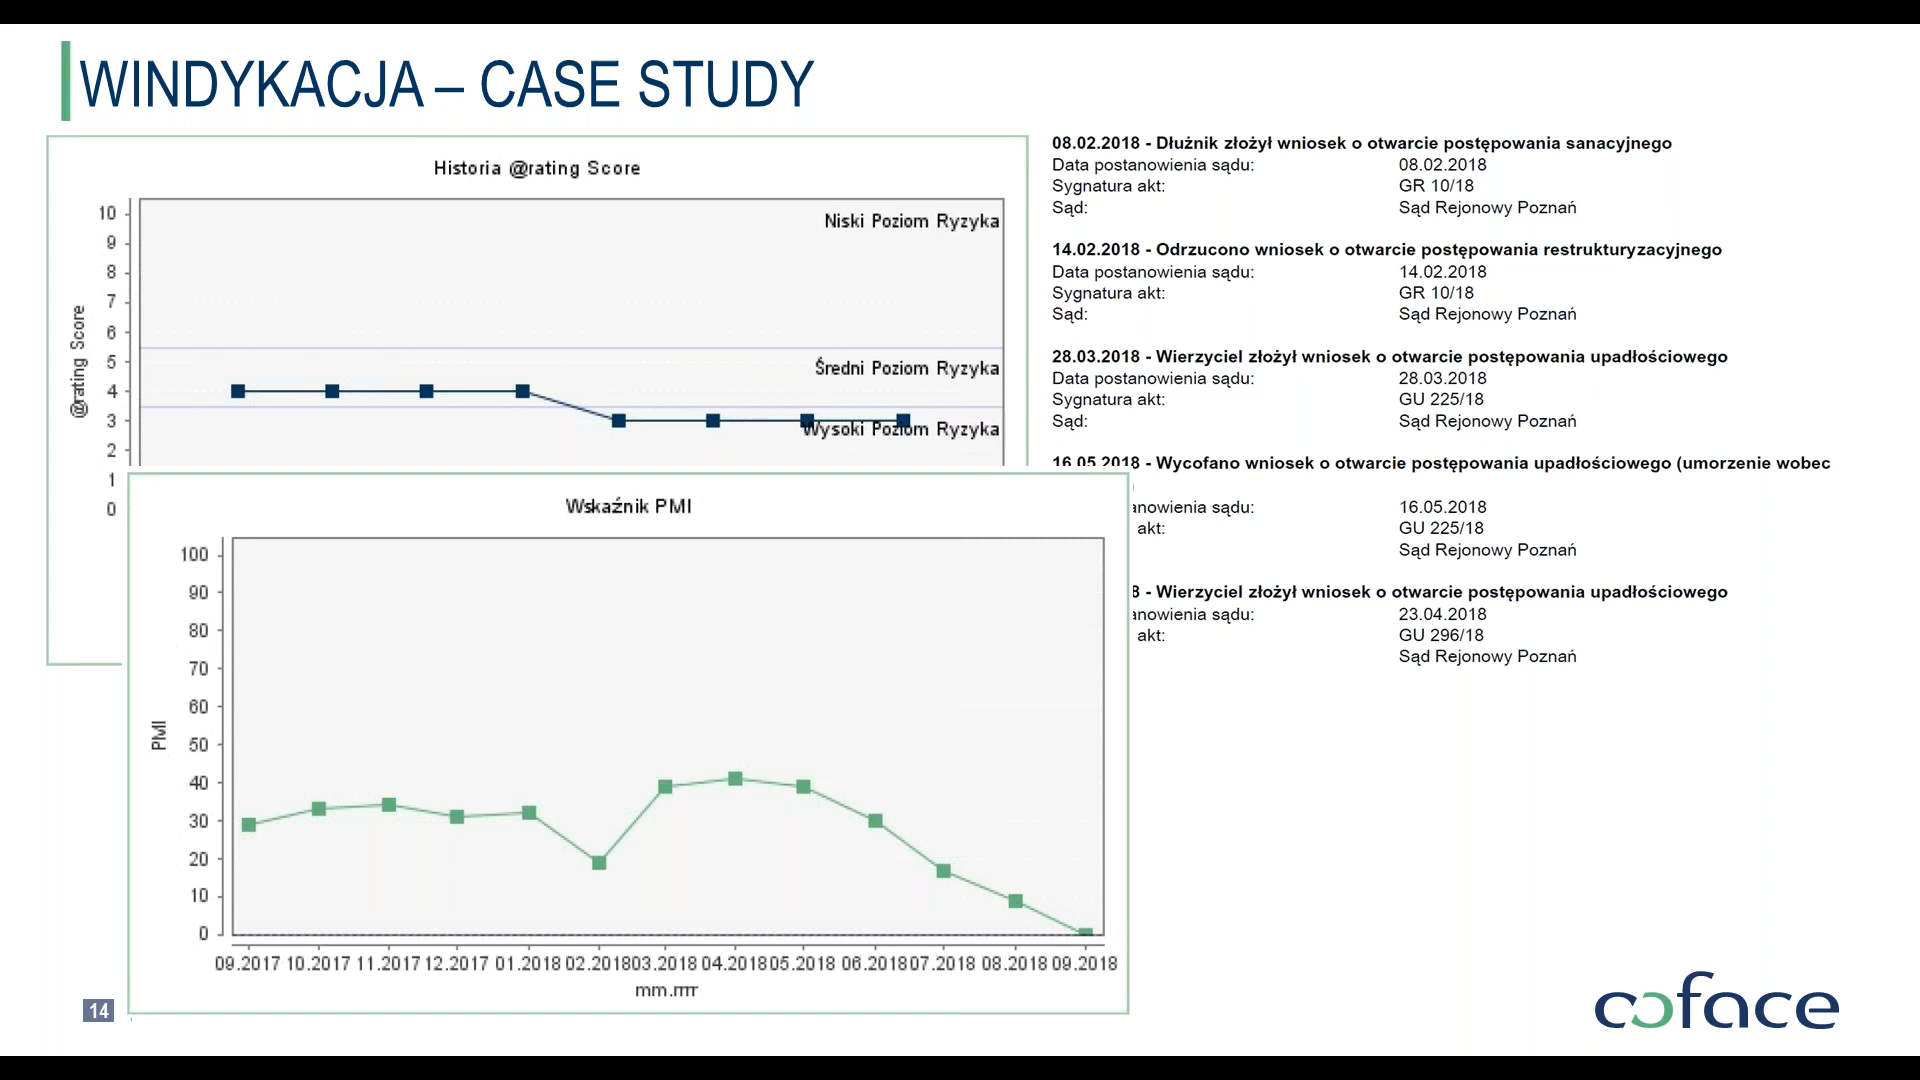 WINDYKACJA – CASE STUDY
Historia @rating Score
10
Niski Poziom Ryzyka
9
8
7
6
5
Średni Poziom Ryzyka
4
3
Wysoki Poziom Ryzyka
2
1
0
@rating Score
08.02.2018 - Dłużnik złożył wniosek o otwarcie postępowania sanacyjnego
Data postanowienia sądu: 08.02.2018
Sygnatura akt: GR 10/18
Sąd: Sąd Rejonowy Poznań
14.02.2018 - Odrzucono wniosek o otwarcie postępowania restrukturyzacyjnego
Data postanowienia sądu: 14.02.2018
Sygnatura akt: GR 10/18
Sąd: Sąd Rejonowy Poznań
28.03.2018 - Wierzyciel złożył wniosek o otwarcie postępowania upadłościowego
Data postanowienia sądu: 28.03.2018
Sygnatura akt: GU 225/18
Sąd: Sąd Rejonowy Poznań
16.05.2018 - Wycofano wniosek o otwarcie postępowania upadłościowego (umorzenie wobec
anowienia sądu: 16.05.2018
akt: GU 225/18
Sąd Rejonowy Poznań
8 - Wierzyciel złożył wniosek o otwarcie postępowania upadłościowego
anowienia sądu: 23.04.2018
akt: GU 296/18
Sąd Rejonowy Poznań
Wskaźnik PMI
100
90
80
70
60
50
40
30
20
10
0
PMI
09.2017 10.2017 11.2017 12.2017 01.2018 02.2018 03.2018 04.2018 05.2018 06.2018 07.2018 08.2018 09.2018
mm.rrrr
14
coface